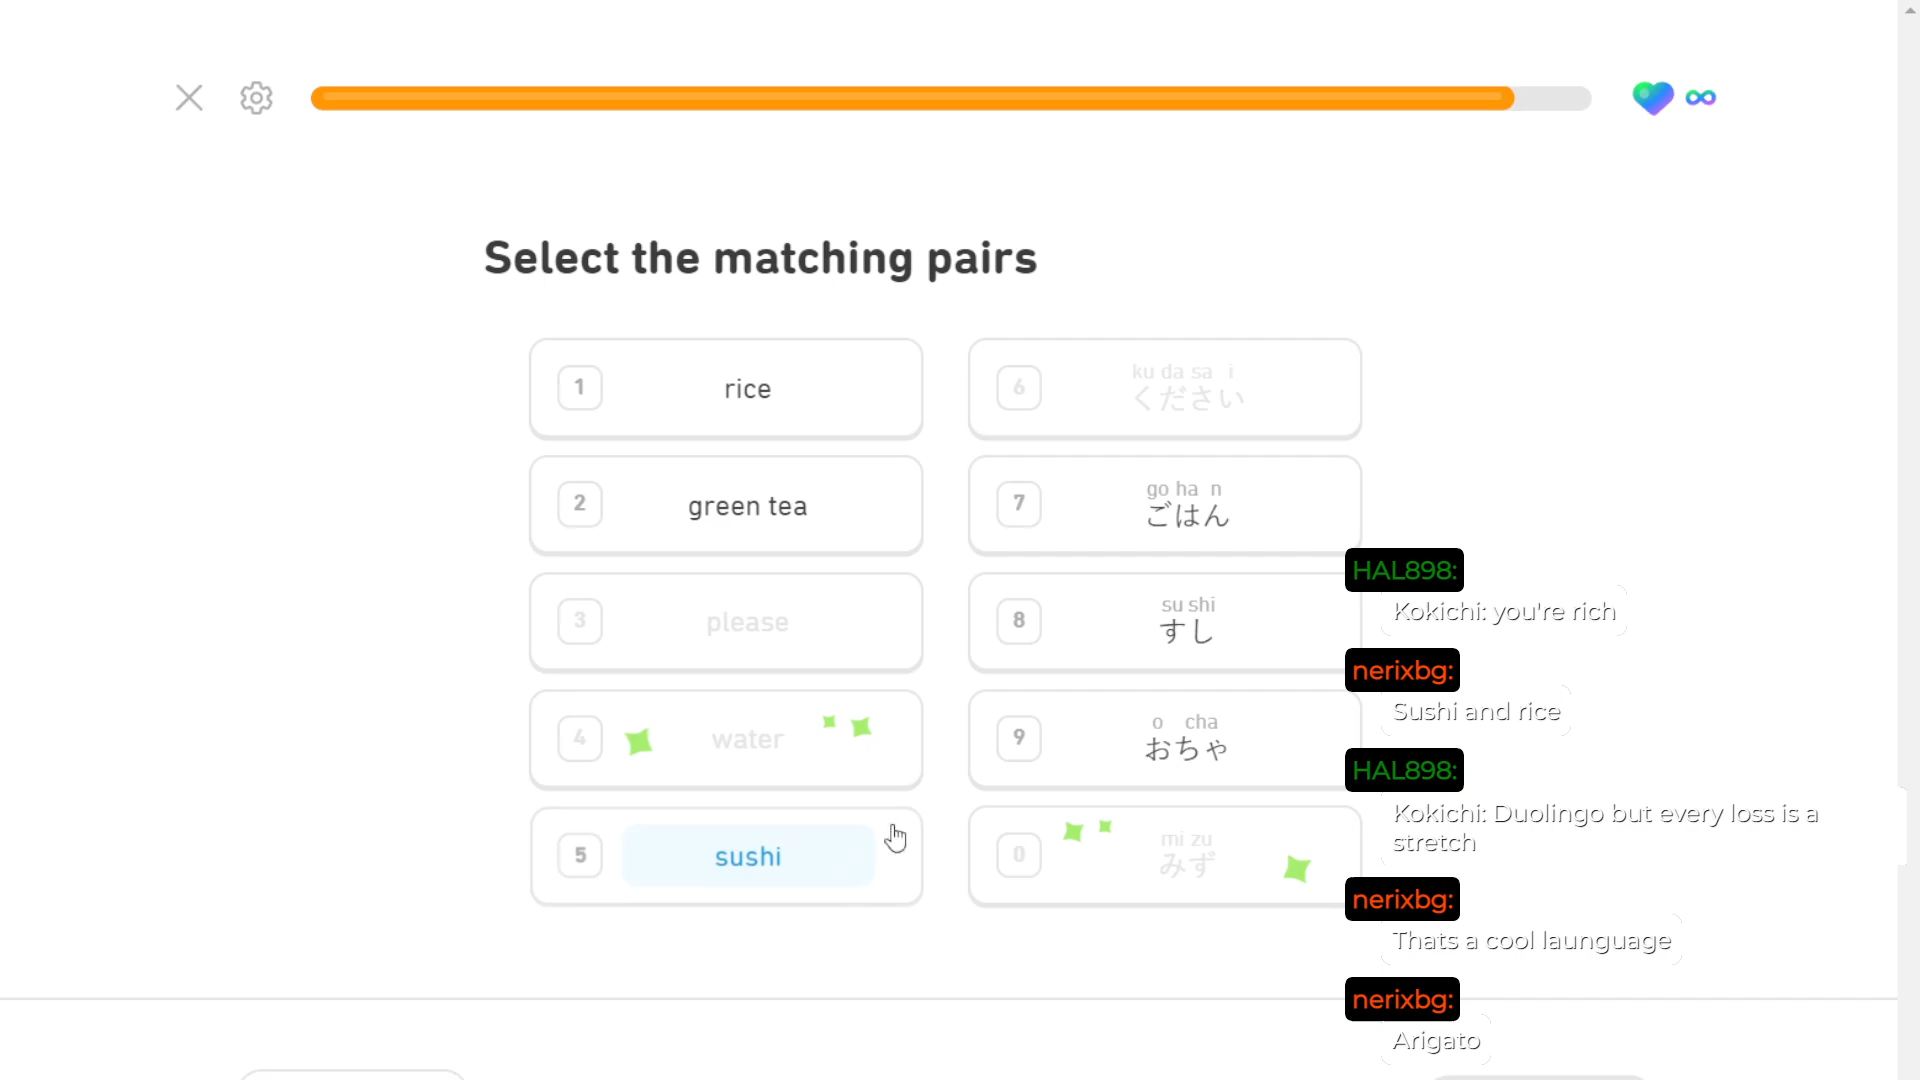 Select the matching pairs
1 rice
2 green tea
3 please
4 water
5 sushi
ku da sa i
6 ください
go ha n
7 ごはん
su shi
8 すし
o cha
9 おちゃ
mi zu
0 みず
HAL898:
Kokichi: you're rich
nerixbg:
Sushi and rice
HAL898:
Kokichi: Duolingo but every loss is a
stretch
nerixbg:
Thats a cool launguage
nerixbg:
Arigato